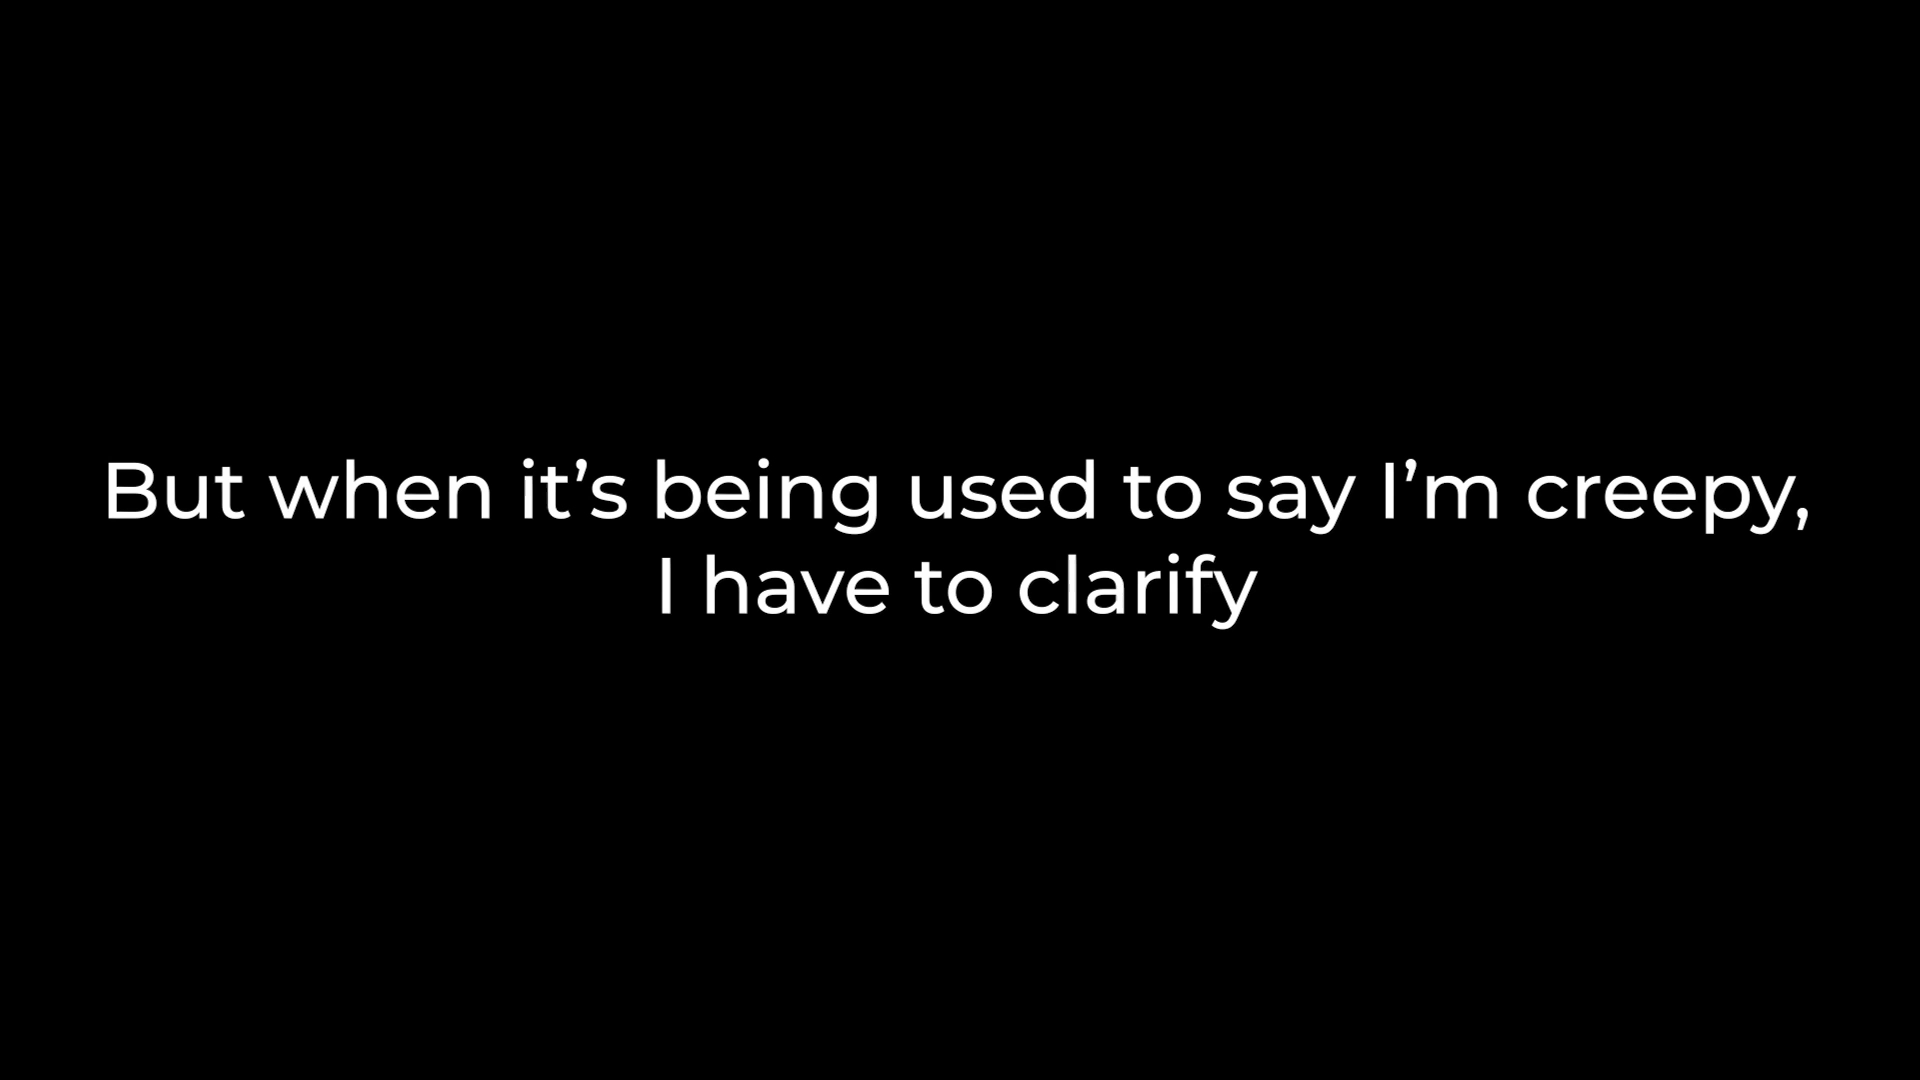 But when it’s being used to say I’m creepy,
I have to clarify